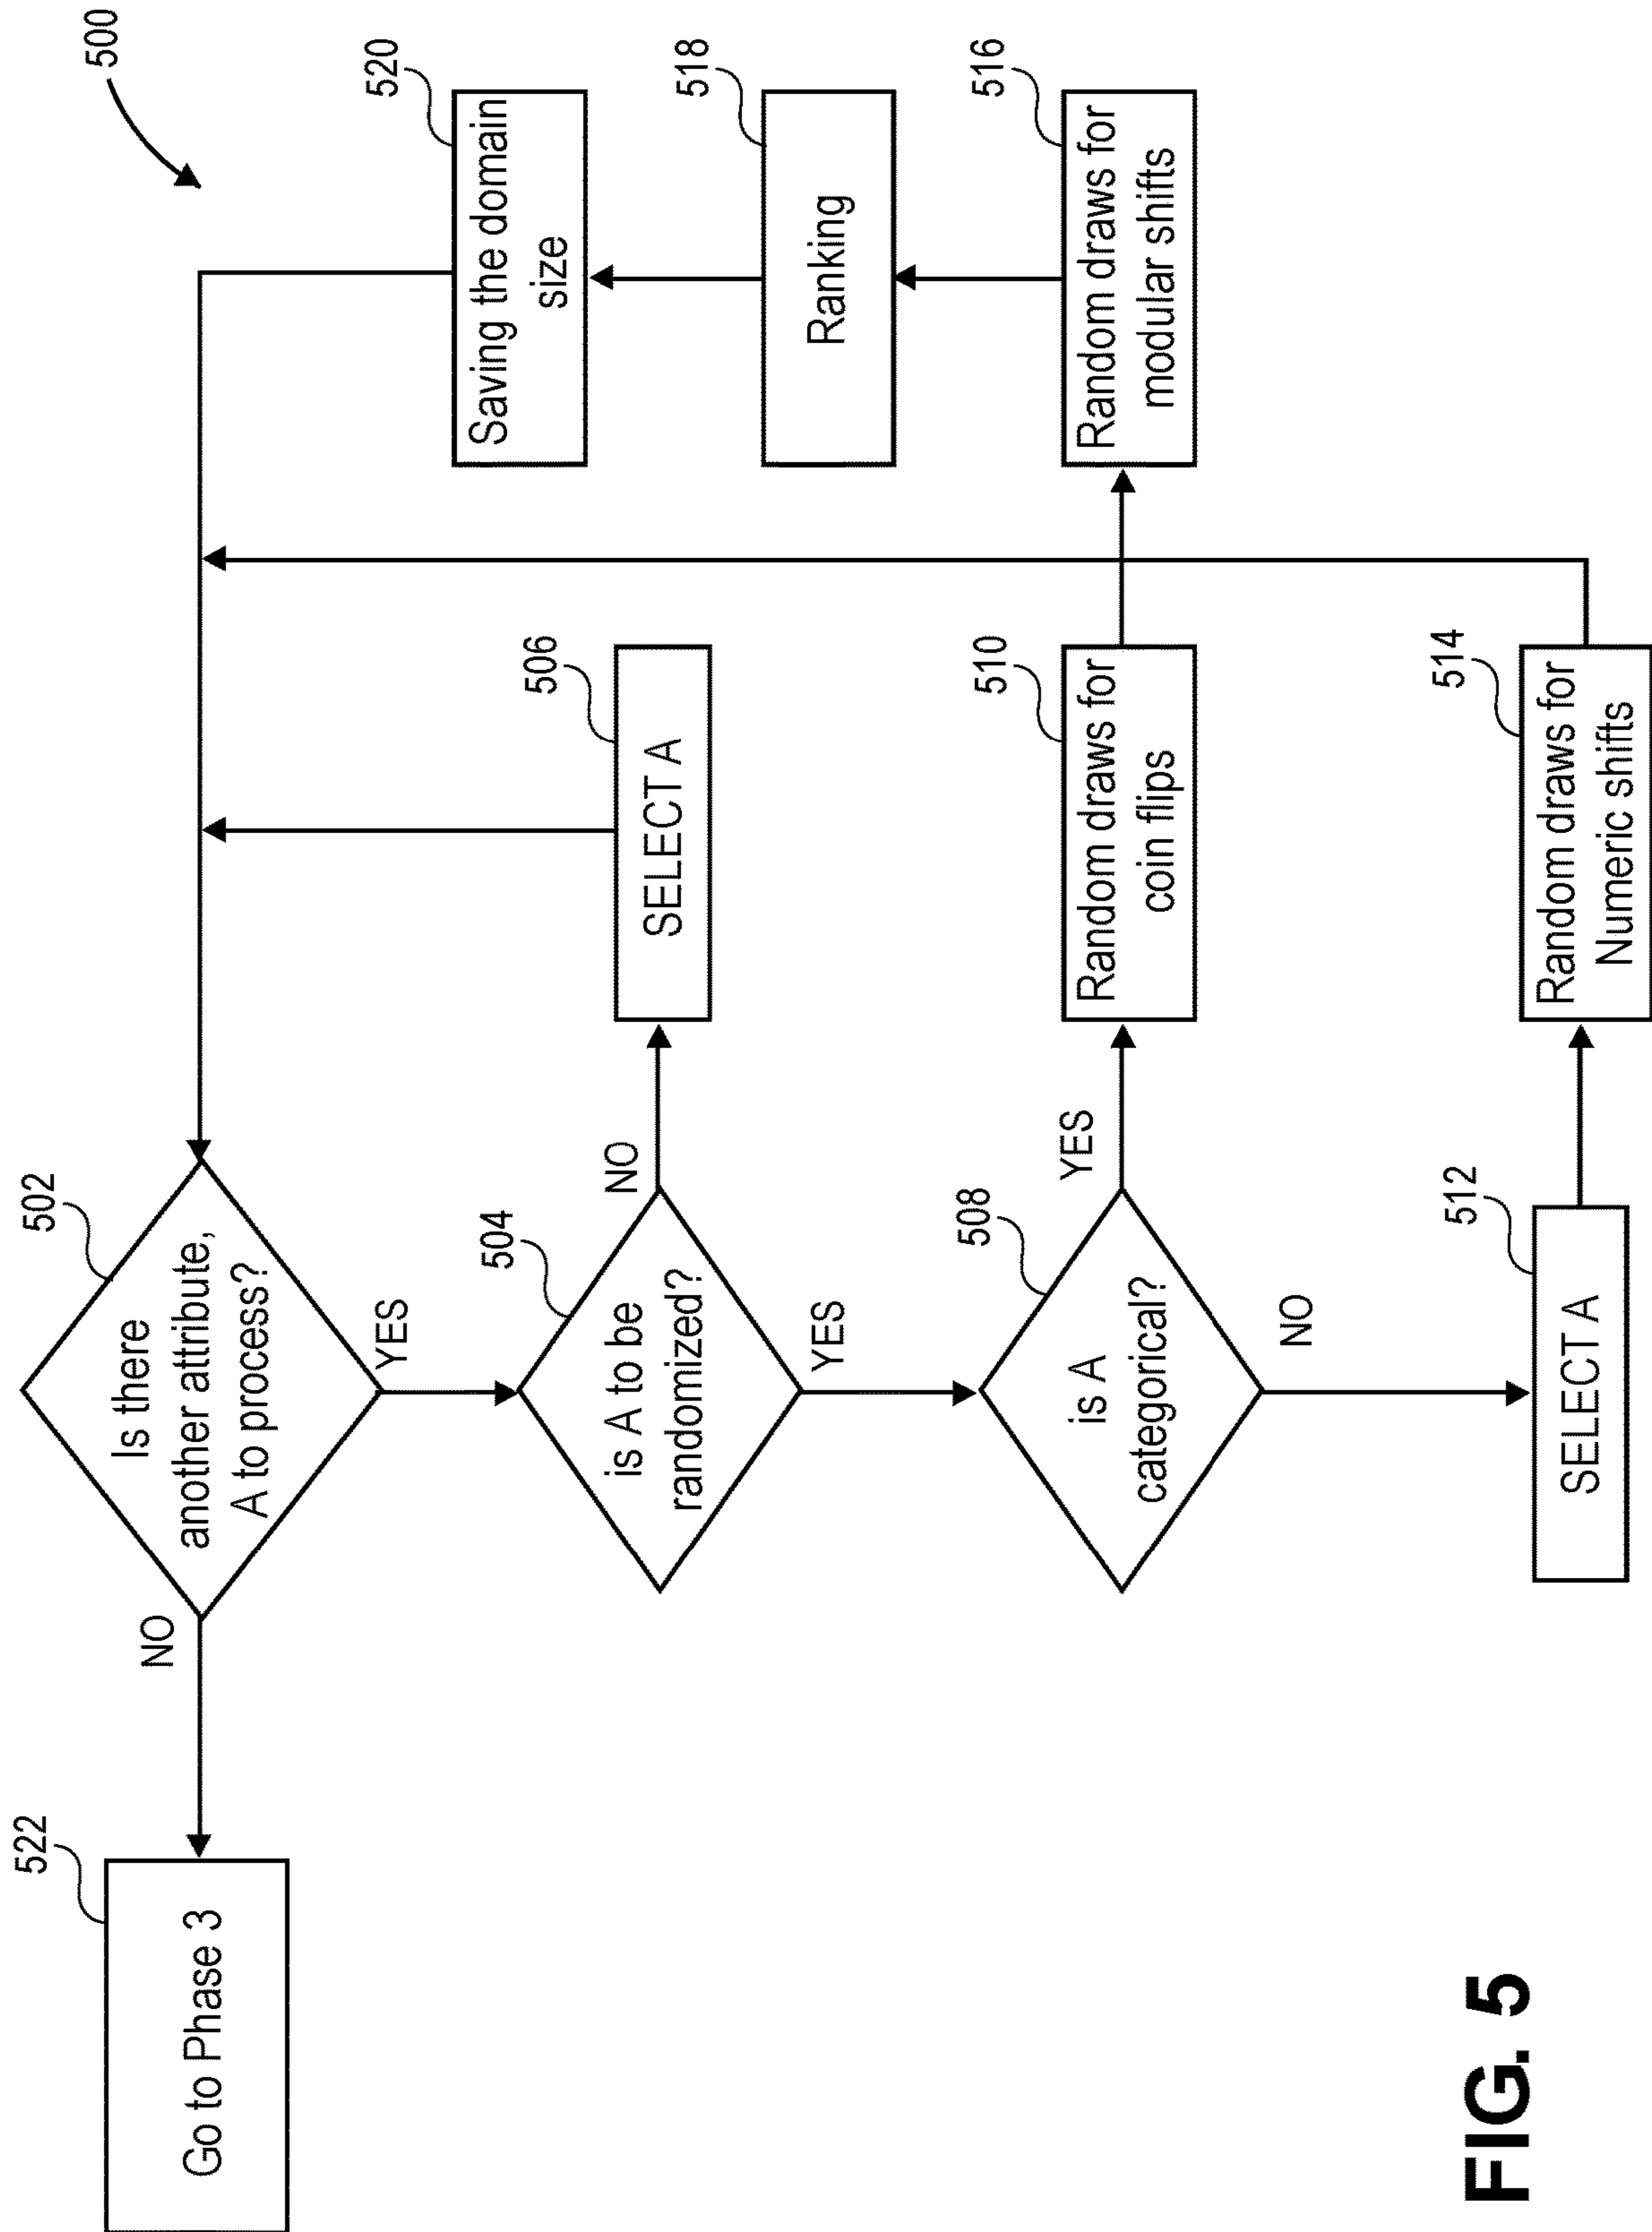 500
522
Go to Phase 3
NO
502
Is there
another attribute,
A to process?
YES
504
is A to be
randomized?
NO
506
SELECT A
YES
508
is A
categorical?
YES
510
Random draws for
coin flips
516
Random draws for
modular shifts
518
Ranking
520
Saving the domain
size
NO
512
SELECT A
514
Random draws for
Numeric shifts
FIG. 5